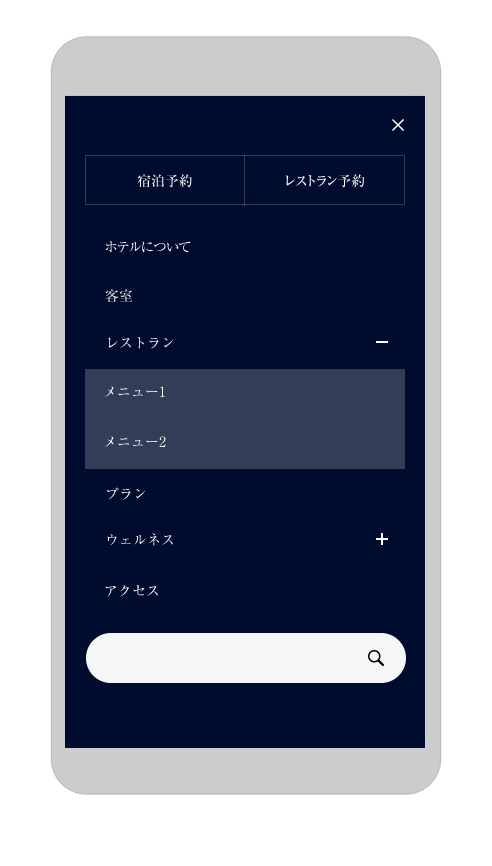 宿泊予約 レストラン予約
ホテルについて
客室
レストラン
メニュー1
メニュー2
プラン
ウェルネス
アクセス